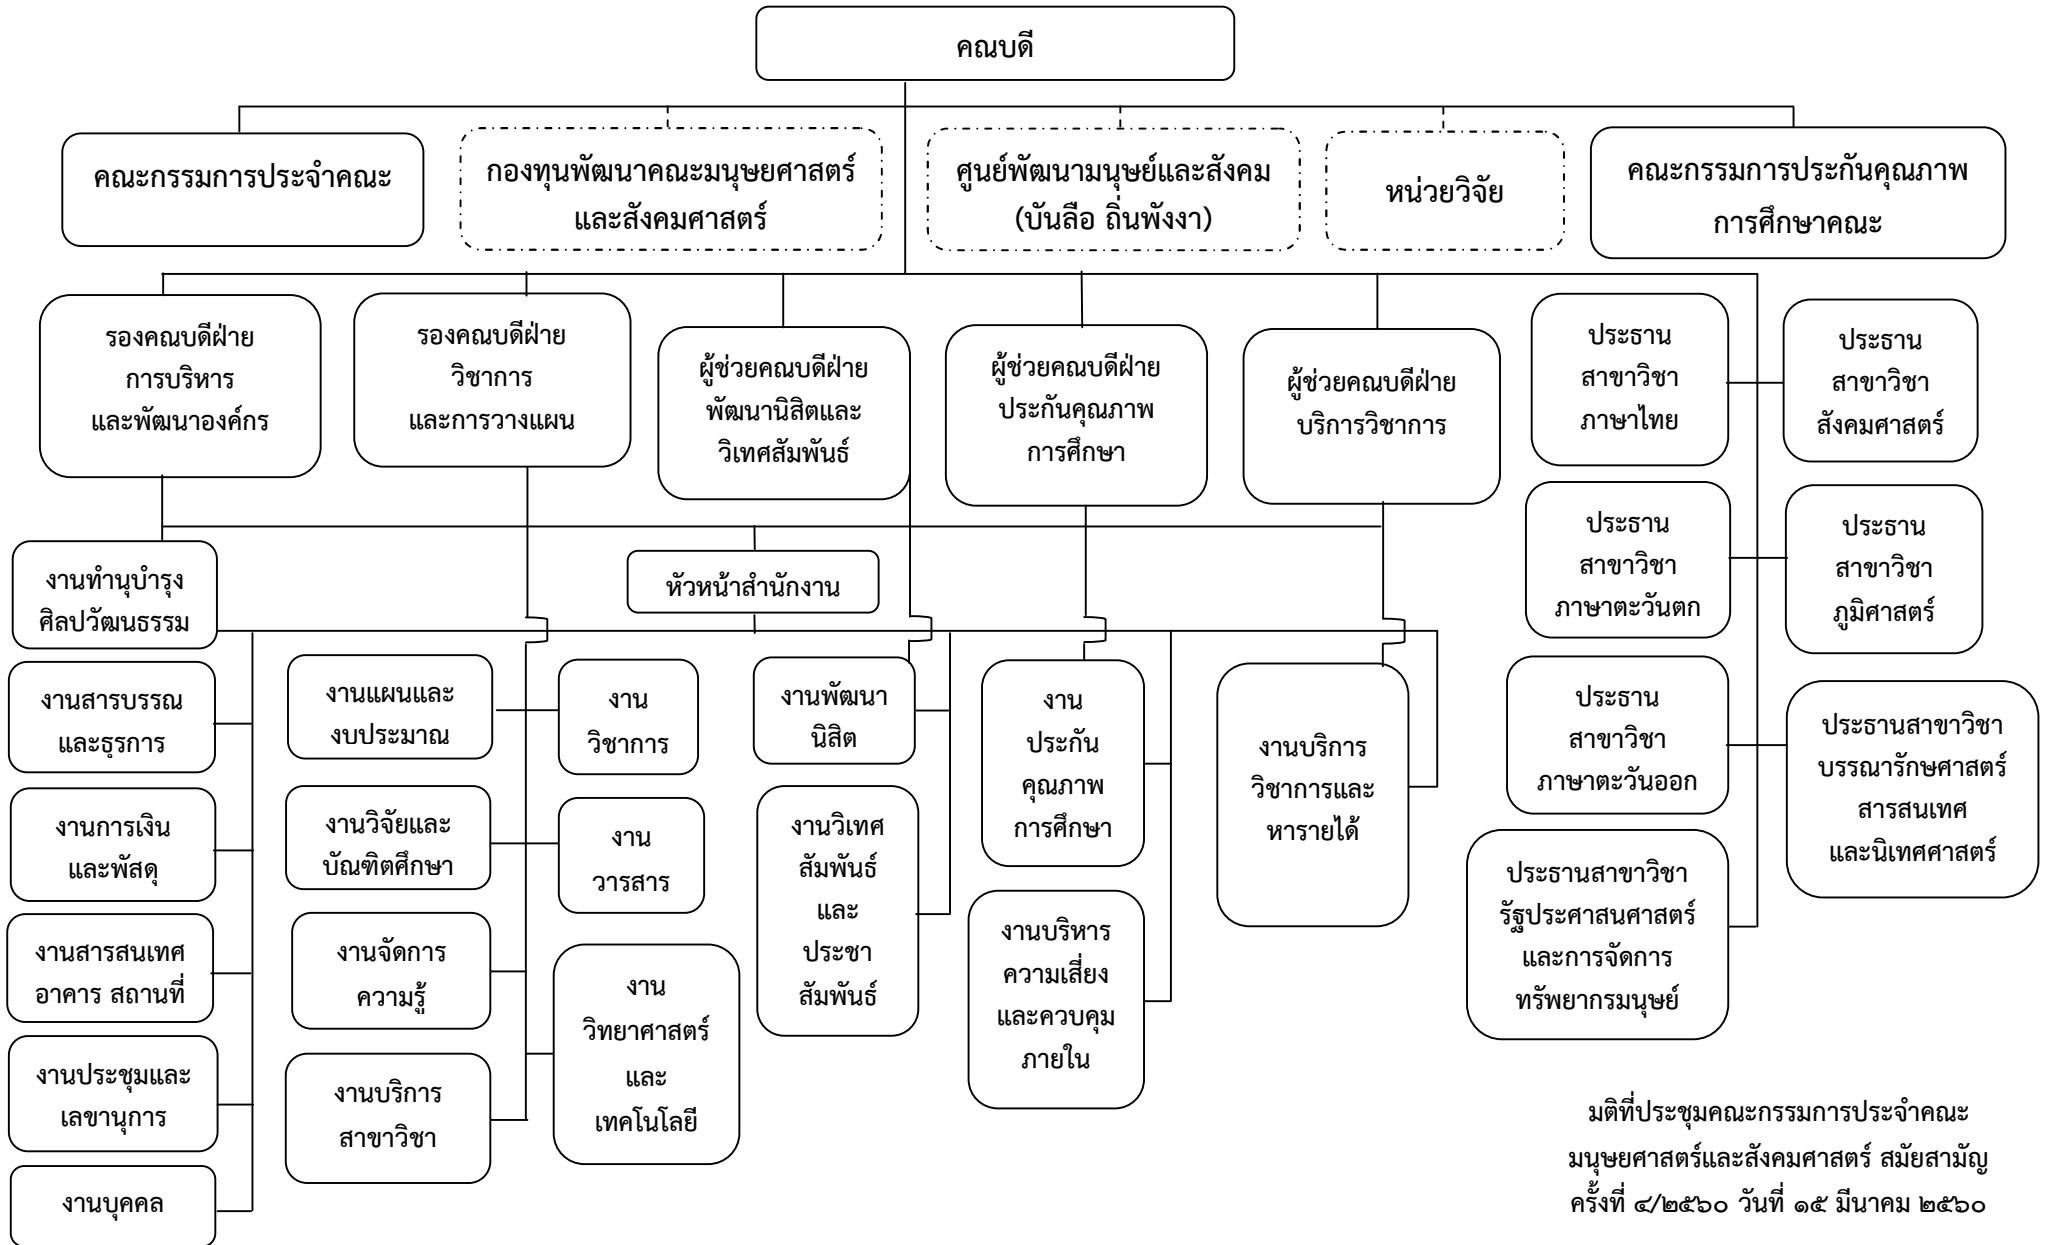 คณบดี
คณะกรรมการประจำคณะ
กองทุนพัฒนาคณะมนุษยศาสตร์
และสังคมศาสตร์
ศูนย์พัฒนามนุษย์และสังคม
(บันลือ ถิ่นพังงา)
หน่วยวิจัย
คณะกรรมการประกันคุณภาพ
การศึกษาคณะ
รองคณบดีฝ่าย
การบริหาร
และพัฒนาองค์กร
รองคณบดีฝ่าย
วิชาการ
และการวางแผน
ผู้ช่วยคณบดีฝ่าย
พัฒนานิสิตและ
วิเทศสัมพันธ์
ผู้ช่วยคณบดีฝ่าย
ประกันคุณภาพ
การศึกษา
ผู้ช่วยคณบดีฝ่าย
บริการวิชาการ
ประธาน
สาขาวิชา
ภาษาไทย
ประธาน
สาขาวิชา
สังคมศาสตร์
ประธาน
สาขาวิชา
ภาษาตะวันตก
ประธาน
สาขาวิชา
ภูมิศาสตร์
ประธาน
สาขาวิชา
ภาษาตะวันออก
ประธานสาขาวิชา
บรรณารักษศาสตร์
สารสนเทศ
และนิเทศศาสตร์
ประธานสาขาวิชา
รัฐประศาสนศาสตร์
และการจัดการ
ทรัพยากรมนุษย์
หัวหน้าสำนักงาน
งานทำนุบำรุง
ศิลปวัฒนธรรม
งานสารบรรณ
และธุรการ
งานการเงิน
และพัสดุ
งานสารสนเทศ
อาคาร สถานที่
งานประชุมและ
เลขานุการ
งานบุคคล
งานแผนและ
งบประมาณ
งานวิจัยและ
บัณฑิตศึกษา
งานจัดการ
ความรู้
งานบริการ
สาขาวิชา
งาน
วิชาการ
งาน
วารสาร
งาน
วิทยาศาสตร์
และ
เทคโนโลยี
งานพัฒนา
นิสิต
งานวิเทศ
สัมพันธ์
และ
ประชา
สัมพันธ์
งาน
ประกัน
คุณภาพ
การศึกษา
งานบริหาร
ความเสี่ยง
และควบคุม
ภายใน
งานบริการ
วิชาการและ
หารายได้
มติที่ประชุมคณะกรรมการประจำคณะ
มนุษยศาสตร์และสังคมศาสตร์ สมัยสามัญ
ครั้งที่ ๔/๒๕๖๐ วันที่ ๑๕ มีนาคม ๒๕๖๐